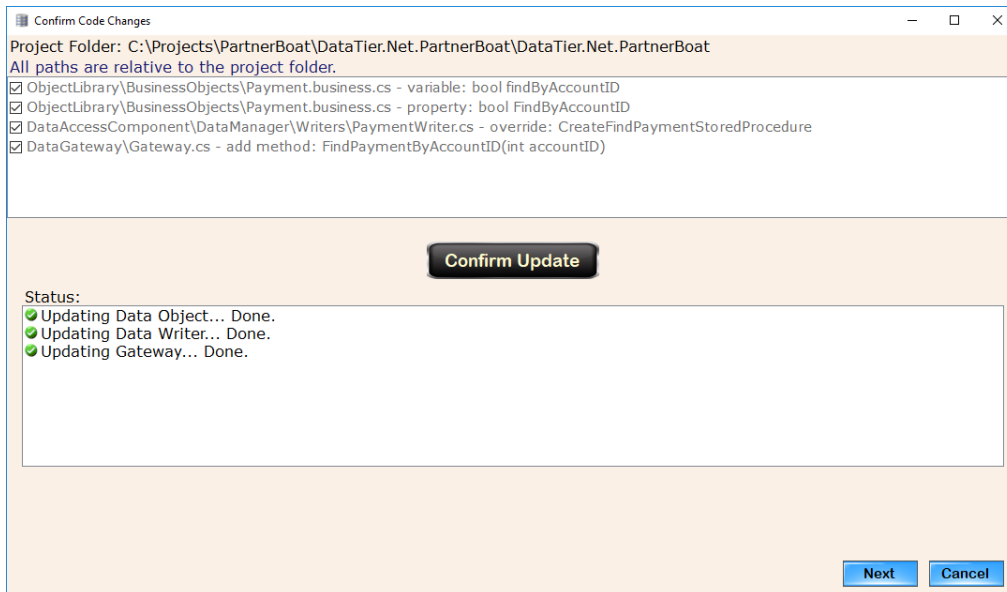 Confirm Code Changes
Project Folder: C:\Projects\PartnerBoat\DataTier.Net.PartnerBoat\DataTier.Net.PartnerBoat
All paths are relative to the project folder.
ObjectLibrary\BusinessObjects\Payment.business.cs - variable: bool findByAccountID
ObjectLibrary\BusinessObjects\Payment.business.cs - property: bool FindByAccountID
DataAccessComponent\DataManager\Writers\PaymentWriter.cs - override: CreateFindPaymentStoredProcedure
DataGateway\Gateway.cs - add method: FindPaymentByAccountID(int accountID)
Confirm Update
Status:
Updating Data Object... Done.
Updating Data Writer... Done.
Updating Gateway... Done.
Next Cancel